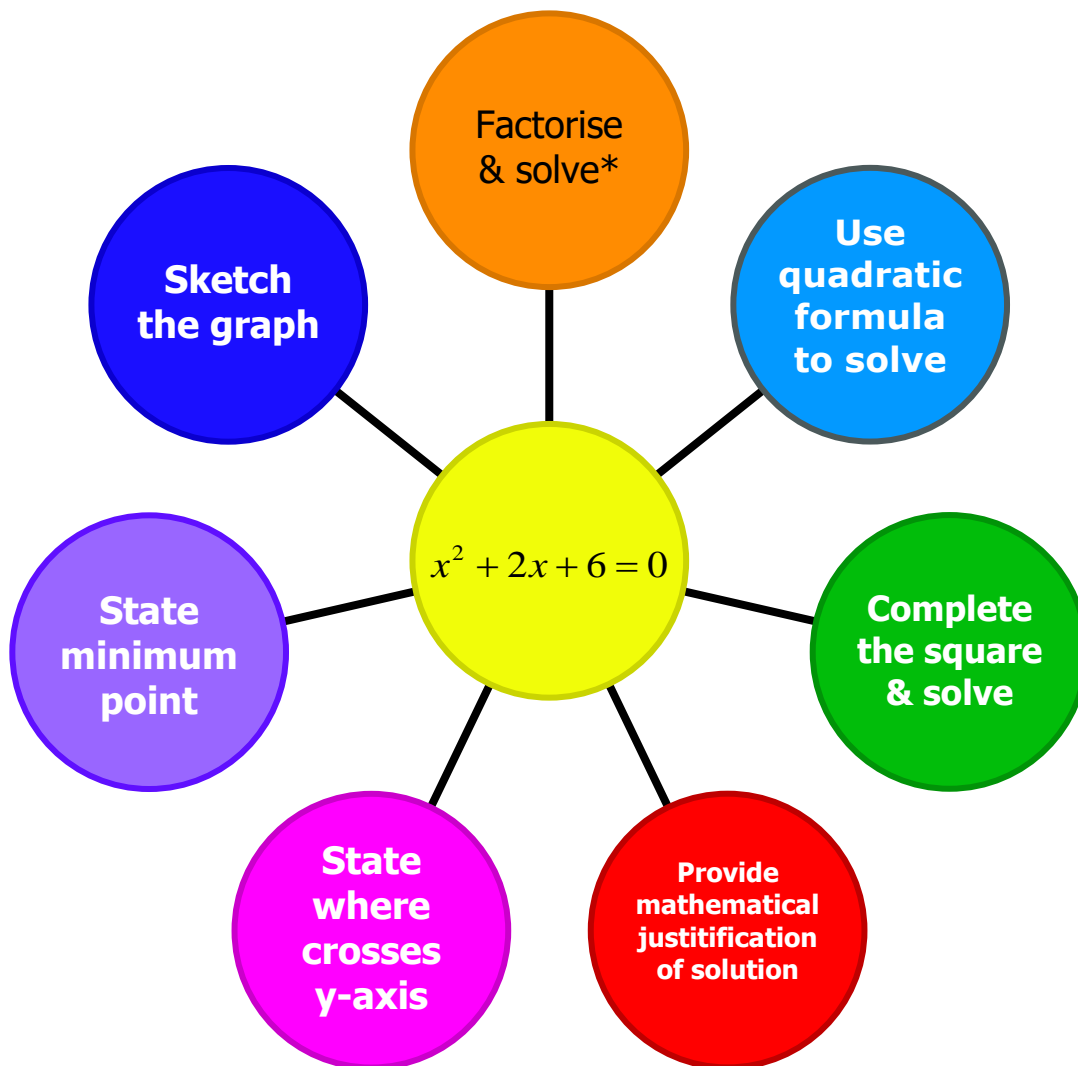 Factorise
& solve*
Use
quadratic
formula
to solve
Complete
the square
& solve
Provide
mathematical
justitification
of solution
State
where
crosses
y-axis
State
minimum
point
Sketch
the graph
x² + 2x + 6 = 0